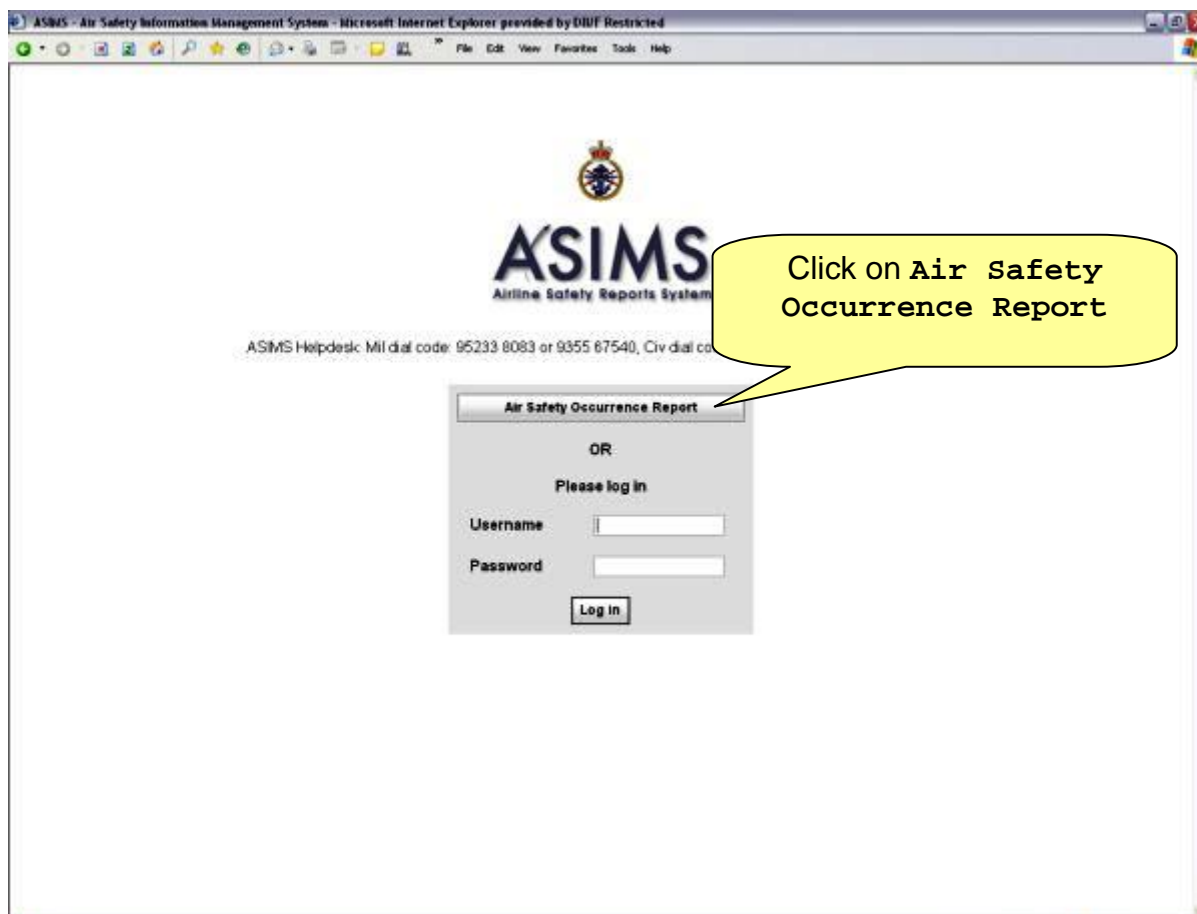 ASIMS - Air Safety Information Management System - Microsoft Internet Explorer provided by DII/F Restricted
File Edit View Favorites Tools Help
ASIMS
Airline Safety Reports System
Click on Air Safety
Occurrence Report
ASIMS Helpdesk: Mil dial code: 95233 8083 or 9355 67540, Civ dial co
Air Safety Occurrence Report
OR
Please log in
Username
Password
Log in